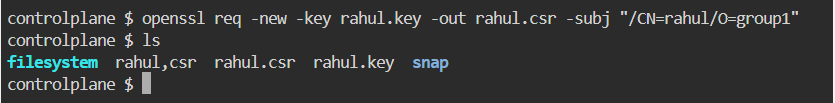 controlplane $ openssl req -new -key rahul.key -out rahul.csr -subj "/CN=rahul/O=group1"
controlplane $ ls
filesystem  rahul,csr  rahul.csr  rahul.key  snap
controlplane $